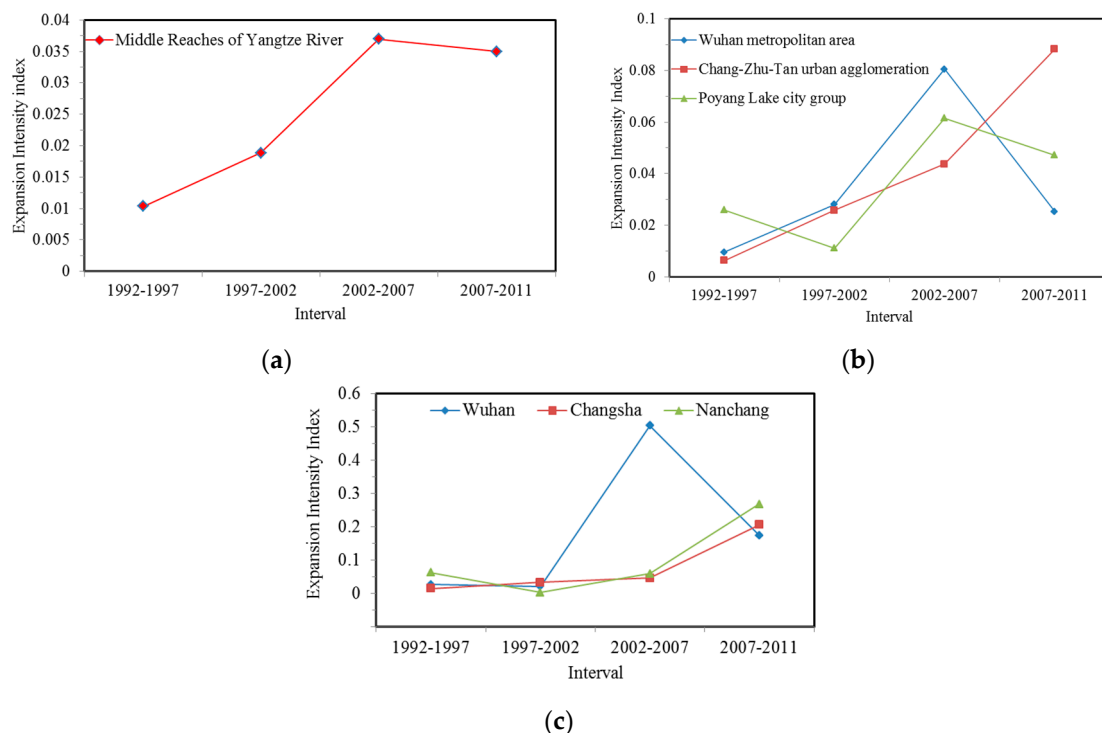 0.04
0.035
0.03
0.025
0.02
0.015
0.01
0.005
0
Expansion Intensity index
Middle Reaches of Yangtze River
1992-1997 1997-2002 2002-2007 2007-2011
Interval
(a)
0.1
0.08
0.06
0.04
0.02
0
Expansion Intensity Index
Wuhan metropolitan area
Chang-Zhu-Tan urban agglomeration
Poyang Lake city group
1992-1997 1997-2002 2002-2007 2007-2011
Interval
(b)
0.6
0.5
0.4
0.3
0.2
0.1
0
Expansion Intensity Index
Wuhan Changsha Nanchang
1992-1997 1997-2002 2002-2007 2007-2011
Interval
(c)